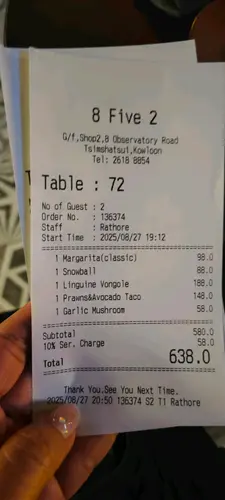 8 Five 2
G/f,Shop2,8 Observatory Road
Tsimshatsui,Kowloon
Tel: 2618 8854
Table : 72
No of Guest : 2
Order No. : 136374
Staff : Rathore
Start Time : 2025/08/27 19:12
1 Margarita(classic) 98.0
1 Snowball 88.0
1 Linguine Vongole 188.0
1 Prawns&Avocado Taco 148.0
1 Garlic Mushroom 58.0
Subtotal 580.0
10% Ser. Charge 58.0
Total 638.0
Thank You.See You Next Time.
2025/08/27 20:50 136374 S2 T1 Rathore